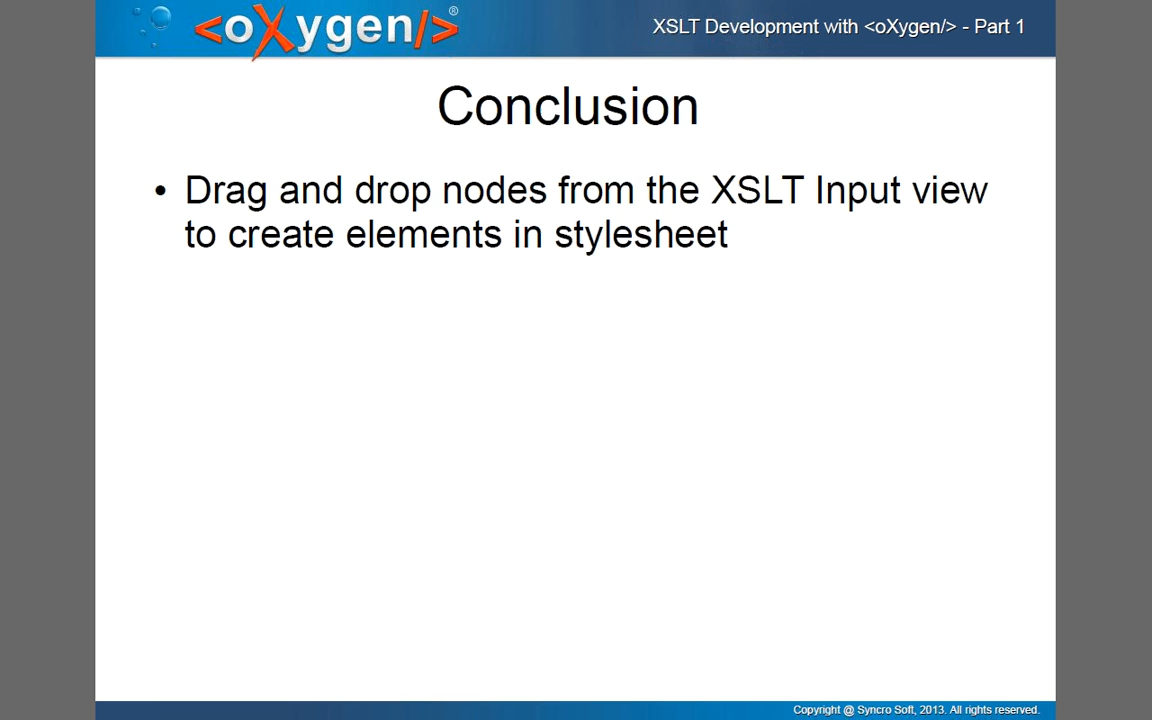 <oXygen/>®
XSLT Development with <oXygen/> - Part 1
Conclusion
• Drag and drop nodes from the XSLT Input view
to create elements in stylesheet
Copyright @ Syncro Soft, 2013. All rights reserved.